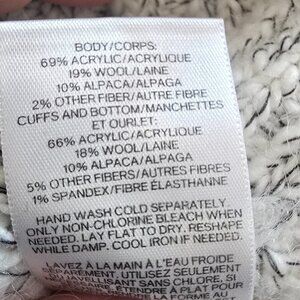 BODY/CORPS:
69% ACRYLIC/ACRYLIQUE
19% WOOL/LAINE
10% ALPACA/ALPAGA
2% OTHER FIBER/AUTRE FIBRE
CUFFS AND BOTTOM/MANCHETTES
ET OURLET:
66% ACRYLIC/ACRYLIQUE
18% WOOL/LAINE
10% ALPACA/ALPAGA
5% OTHER FIBERS/AUTRES FIBRES
1% SPANDEX/FIBRE ÉLASTHANNE
HAND WASH COLD SEPARATELY.
ONLY NON-CHLORINE BLEACH WHEN
NEEDED. LAY FLAT TO DRY. RESHAPE
WHILE DAMP. COOL IRON IF NEEDED.
LAVEZ À LA MAIN À L'EAU FROIDE
SÉPARÉMENT. UTILISEZ SEULEMENT
ÉTENDRE À PLAT POUR